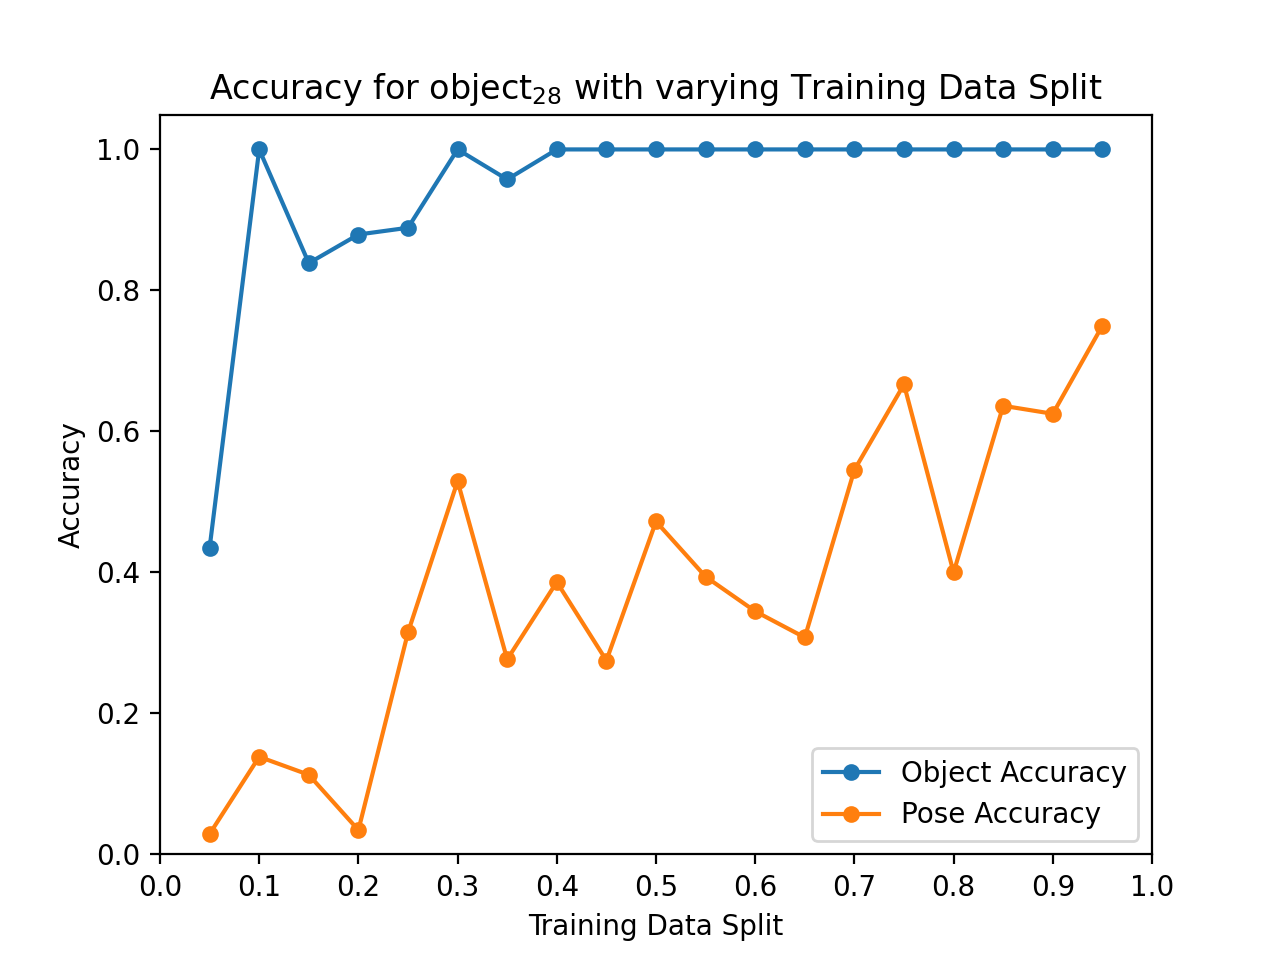 Accuracy for object₂₈ with varying Training Data Split
1.0
0.8
0.6
0.4
0.2
0.0
Accuracy
Object Accuracy
Pose Accuracy
0.0 0.1 0.2 0.3 0.4 0.5 0.6 0.7 0.8 0.9 1.0
Training Data Split